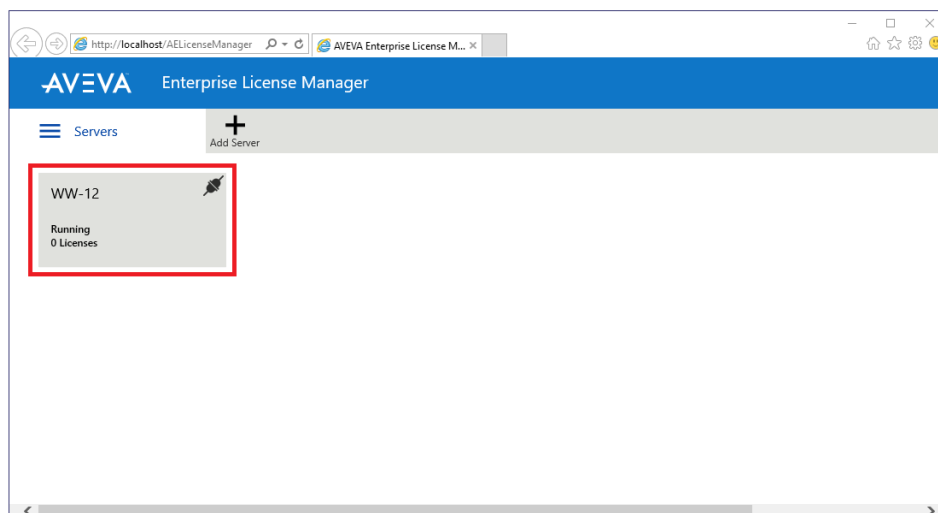 http://localhost/AELicenseManager
AVEVA Enterprise License M...
AVEVA Enterprise License Manager
Servers
Add Server
WW-12
Running
0 Licenses